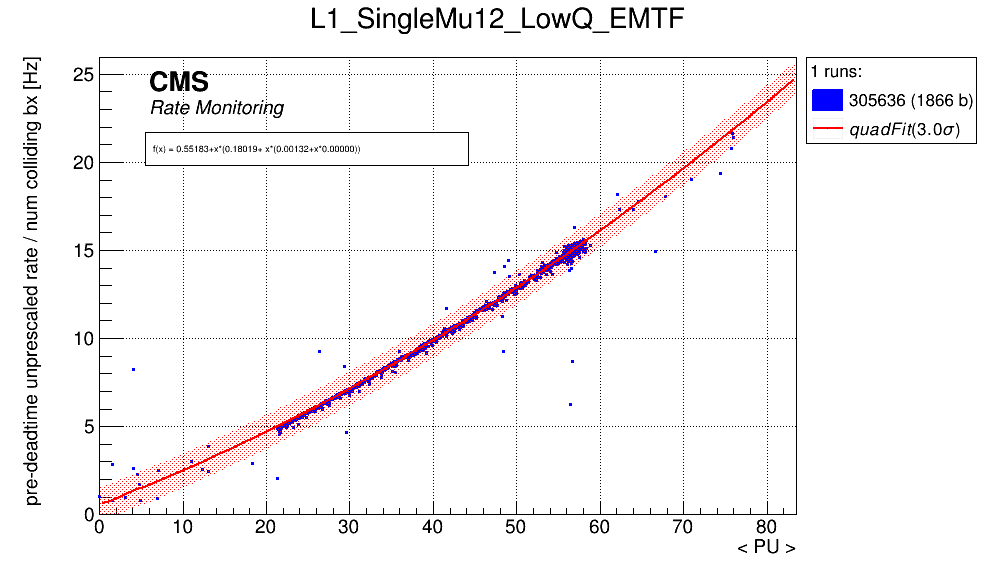 L1_SingleMu12_LowQ_EMTF
pre-deadtime unprescaled rate / num colliding bx [Hz]
CMS
Rate Monitoring
f(x) = 0.55183+x*(0.18019+ x*(0.00132+x*0.00000))
1 runs:
305636 (1866 b)
quadFit(3.0σ)
25
20
15
10
5
0
0 10 20 30 40 50 60 70 80
< PU >